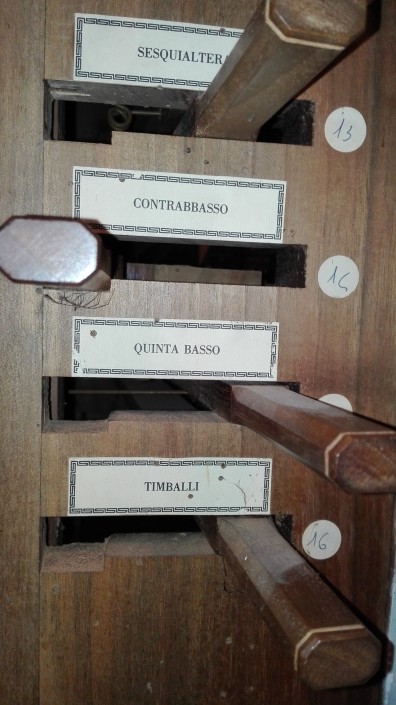 SESQUIALTERA
13
CONTRABBASSO
14
QUINTA BASSO
TIMBALLI
16